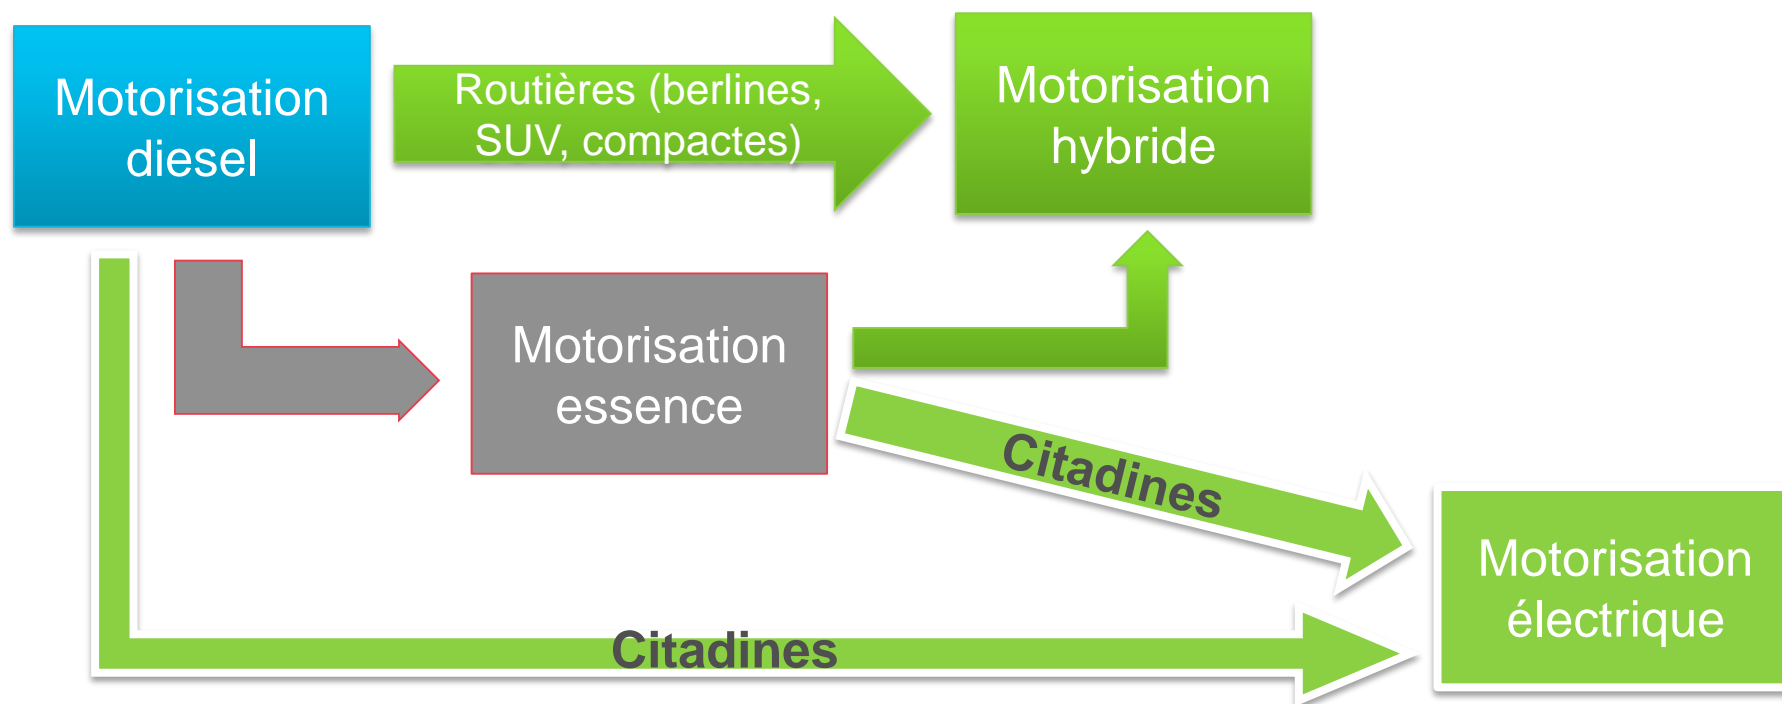 Motorisation
diesel
Routières (berlines,
SUV, compactes)
Motorisation
hybride
Motorisation
essence
Citadines
Motorisation
électrique
Citadines